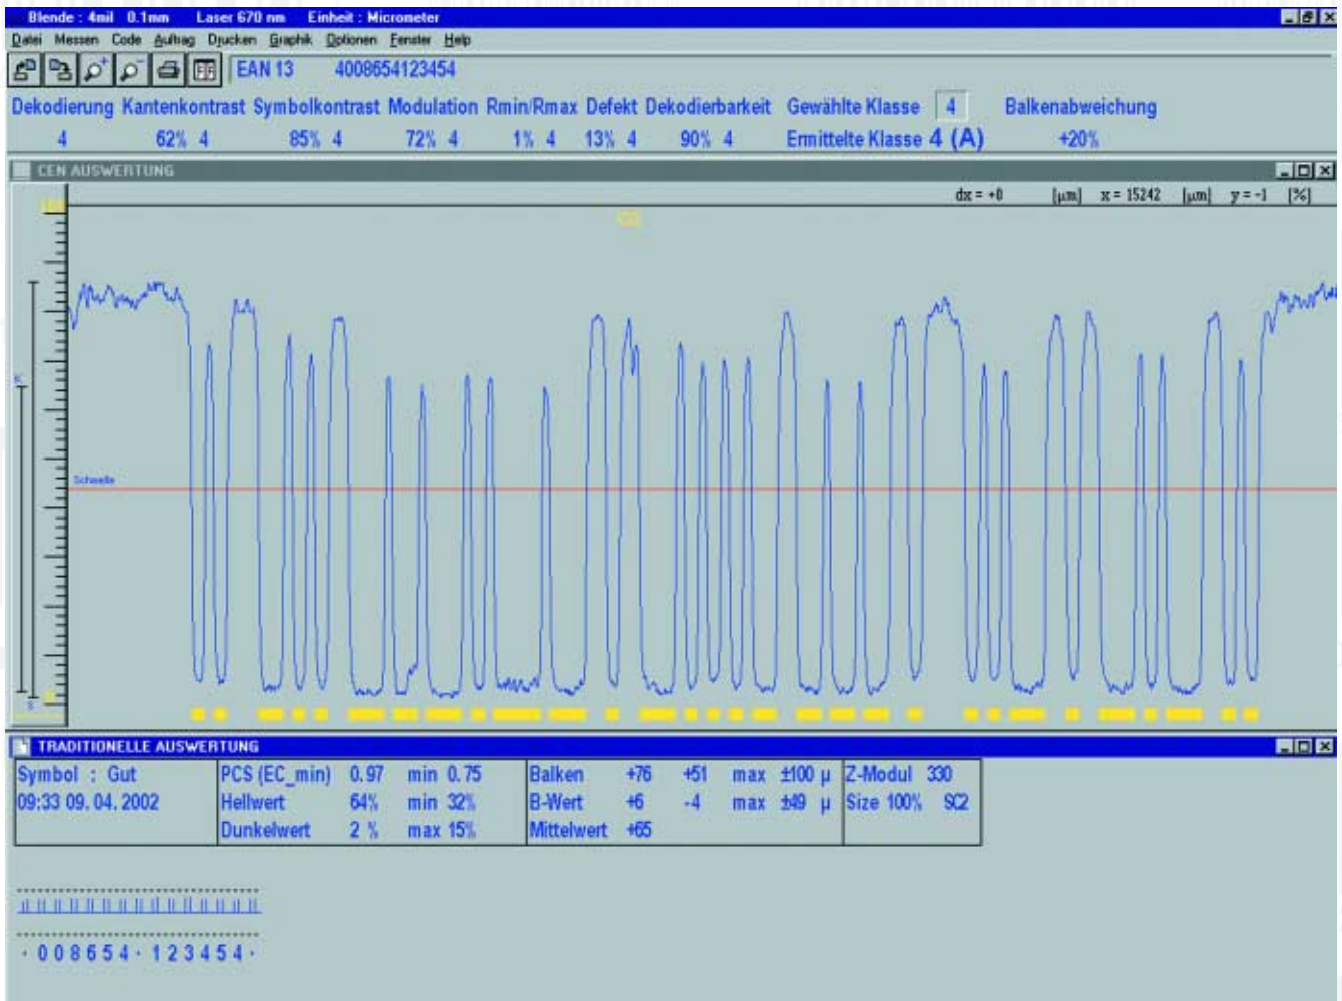 Blende : 4mil 0.1mm Laser 670 nm Einheit : Micrometer
Datei Messen Code Auftrag Drucken Graphik Optionen Fenster Help
EAN 13 4008654123454
Dekodierung Kantenkontrast Symbolkontrast Modulation Rmin/Rmax Defekt Dekodierbarkeit Gewählte Klasse 4 Balkenabweichung
4 62% 4 85% 4 72% 4 1% 4 13% 4 90% 4 Ermittelte Klasse 4 (A) +20%
CEN AUSWERTUNG
dx = +0 [µm] x = 15242 [µm] y = -1 [%]
K
Schwelle
S
TRADITIONELLE AUSWERTUNG
Symbol : Gut PCS (EC_min) 0.97 min 0.75 Balken +76 +51 max ±100 µ Z-Modul 330
09:33 09. 04. 2002 Hellwert 64% min 32% B-Wert +6 -4 max ±49 µ Size 100% SC2
Dunkelwert 2 % max 15% Mittelwert +65
· 0 0 8 6 5 4 · 1 2 3 4 5 4 ·